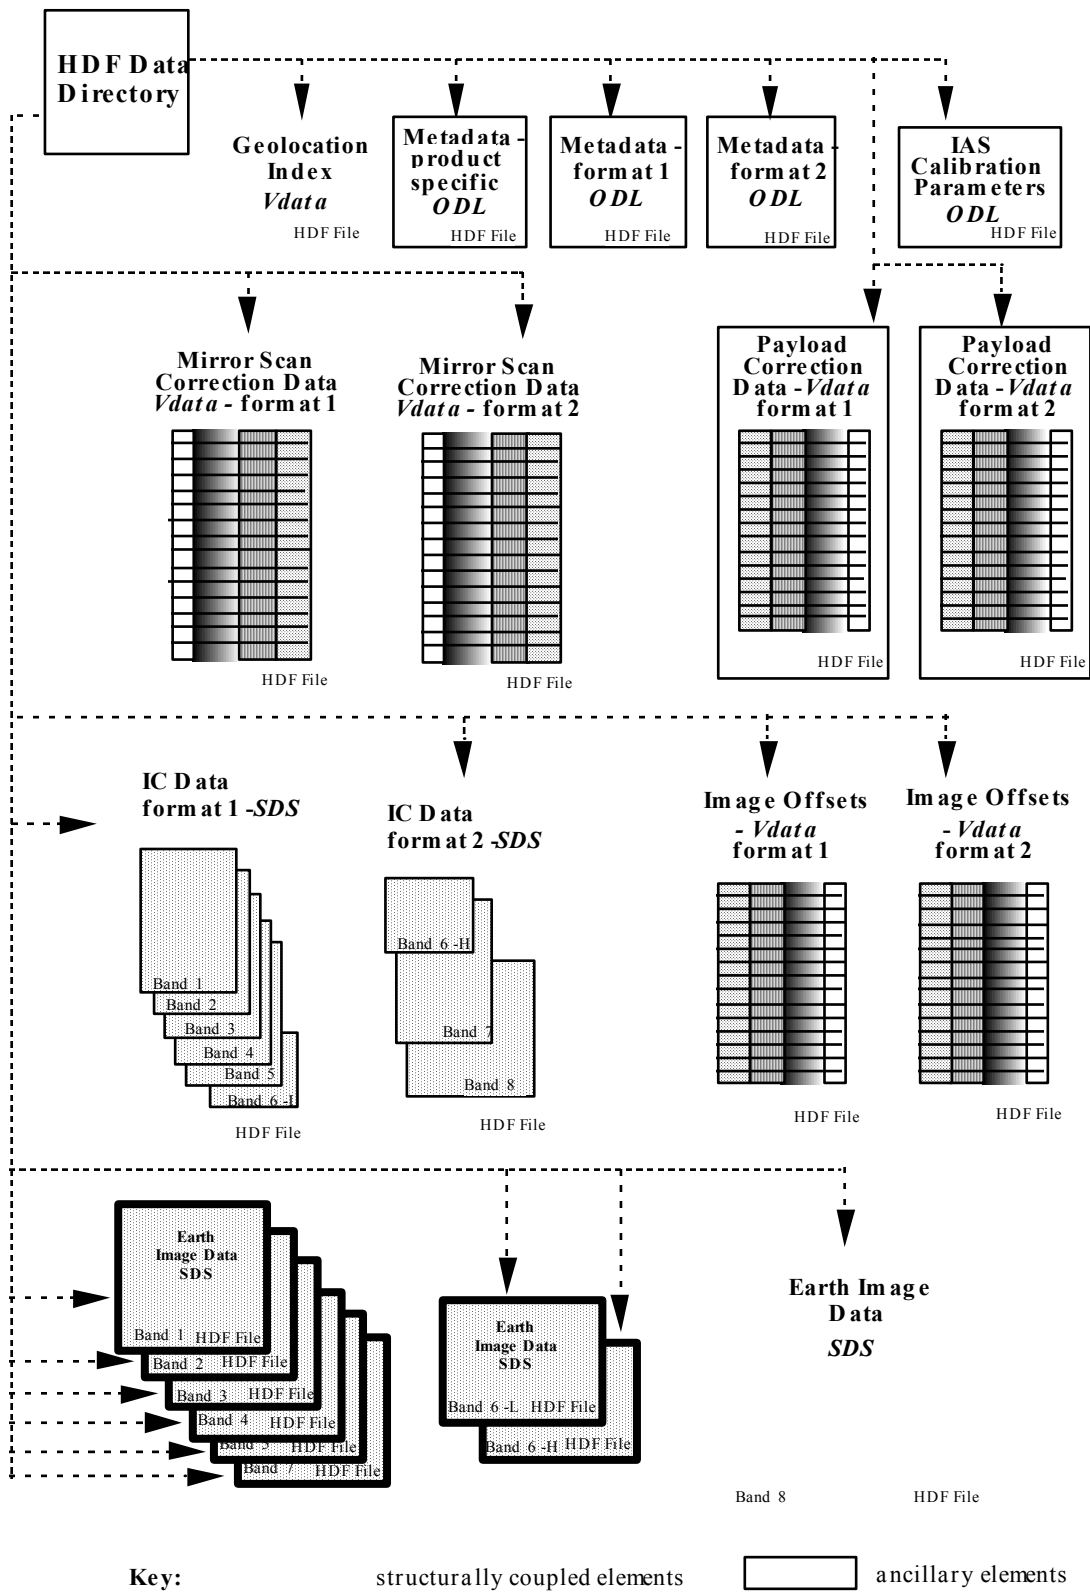 HDF Data
Directory
Geolocation
Index
Vdata
HDF File
Metadata -
product
specific
ODL
HDF File
Metadata -
format 1
ODL
HDF File
Metadata -
format 2
ODL
HDF File
IAS
Calibration
Parameters
ODL
HDF File
Mirror Scan
Correction Data
Vdata - format 1
HDF File
Mirror Scan
Correction Data
Vdata - format 2
HDF File
Payload
Correction
Data - Vdata
format 1
HDF File
Payload
Correction
Data - Vdata
format 2
HDF File
IC Data
format 1 - SDS
Band 1
Band 2
Band 3
Band 4
Band 5
Band 6 -L
HDF File
IC Data
format 2 - SDS
Band 6 -H
Band 7
Band 8
HDF File
Image Offsets
- Vdata
format 1
HDF File
Image Offsets
- Vdata
format 2
HDF File
Earth
Image Data
SDS
Band 1 HDF File
Band 2 HDF File
Band 3 HDF File
Band 4 HDF File
Band 5 HDF File
Band 7 HDF File
Earth
Image Data
SDS
Band 6 -L HDF File
Band 6 -H HDF File
Earth Image
Data
SDS
Band 8 HDF File
Key: structurally coupled elements ancillary elements